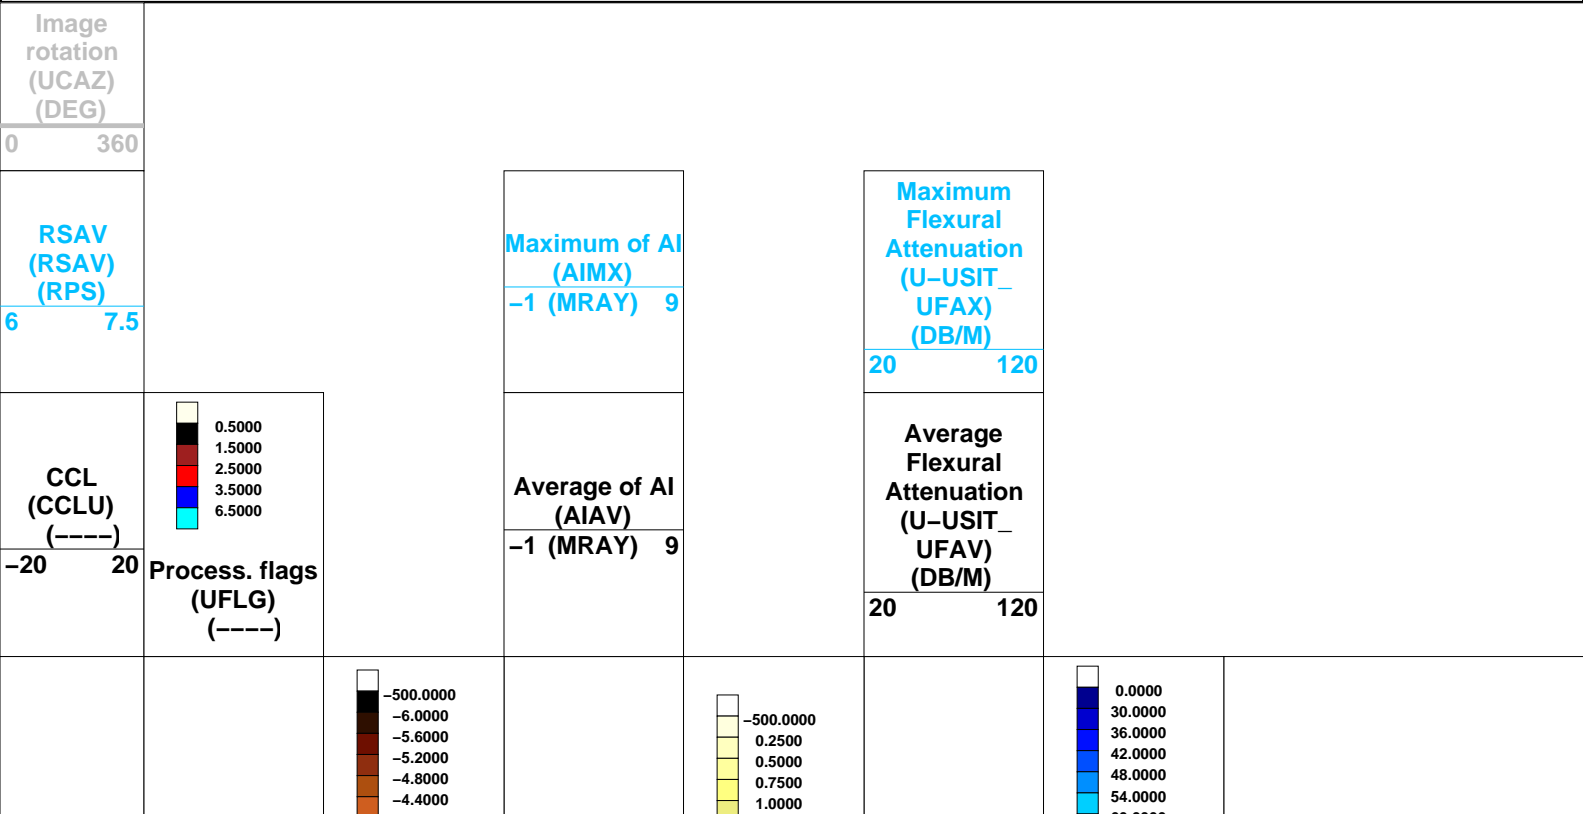 Image
rotation
(UCAZ)
(DEG)
0 360
RSAV
(RSAV)
(RPS)
6 7.5
Maximum of AI
(AIMX)
−1 (MRAY) 9
Maximum
Flexural
Attenuation
(U−USIT_
UFAX)
(DB/M)
20 120
CCL
(CCLU)
(−−−−)
−20 20
0.5000
1.5000
2.5000
3.5000
6.5000
Process. flags
(UFLG)
(−−−−)
Average of AI
(AIAV)
−1 (MRAY) 9
Average
Flexural
Attenuation
(U−USIT_
UFAV)
(DB/M)
20 120
−500.0000
−6.0000
−5.6000
−5.2000
−4.8000
−4.4000
−500.0000
0.2500
0.5000
0.7500
1.0000
0.0000
30.0000
36.0000
42.0000
48.0000
54.0000